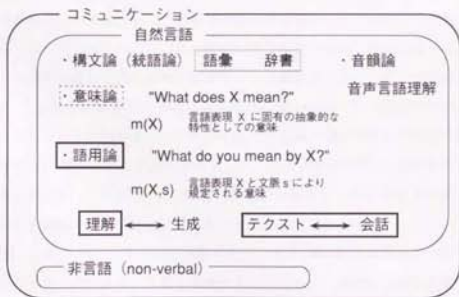 コミュニケーション
自然言語
・構文論（統語論） 語彙 辞書 ・音韻論
音声言語理解
・意味論 "What does X mean?"
m(X) 言語表現 X に固有の抽象的な
特性としての意味
・語用論 "What do you mean by X?"
m(X,s) 言語表現 X と文脈 s により
規定される意味
理解 ⟷ 生成 テクスト ⟷ 会話
非言語（non-verbal）